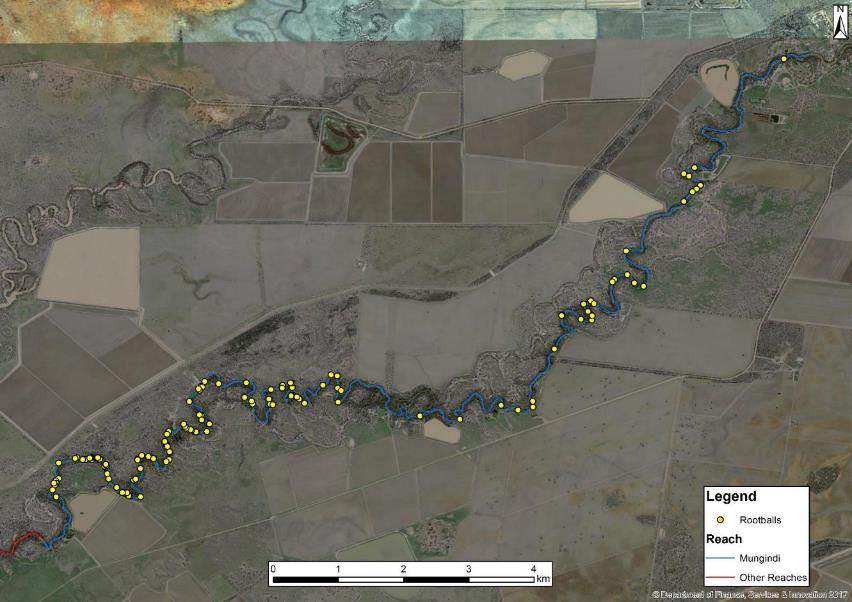 N
Legend
Rootballs
Reach
Mungindi
Other Reaches
0 1 2 3 4
km
© Department of Finance, Services & Innovation 2017